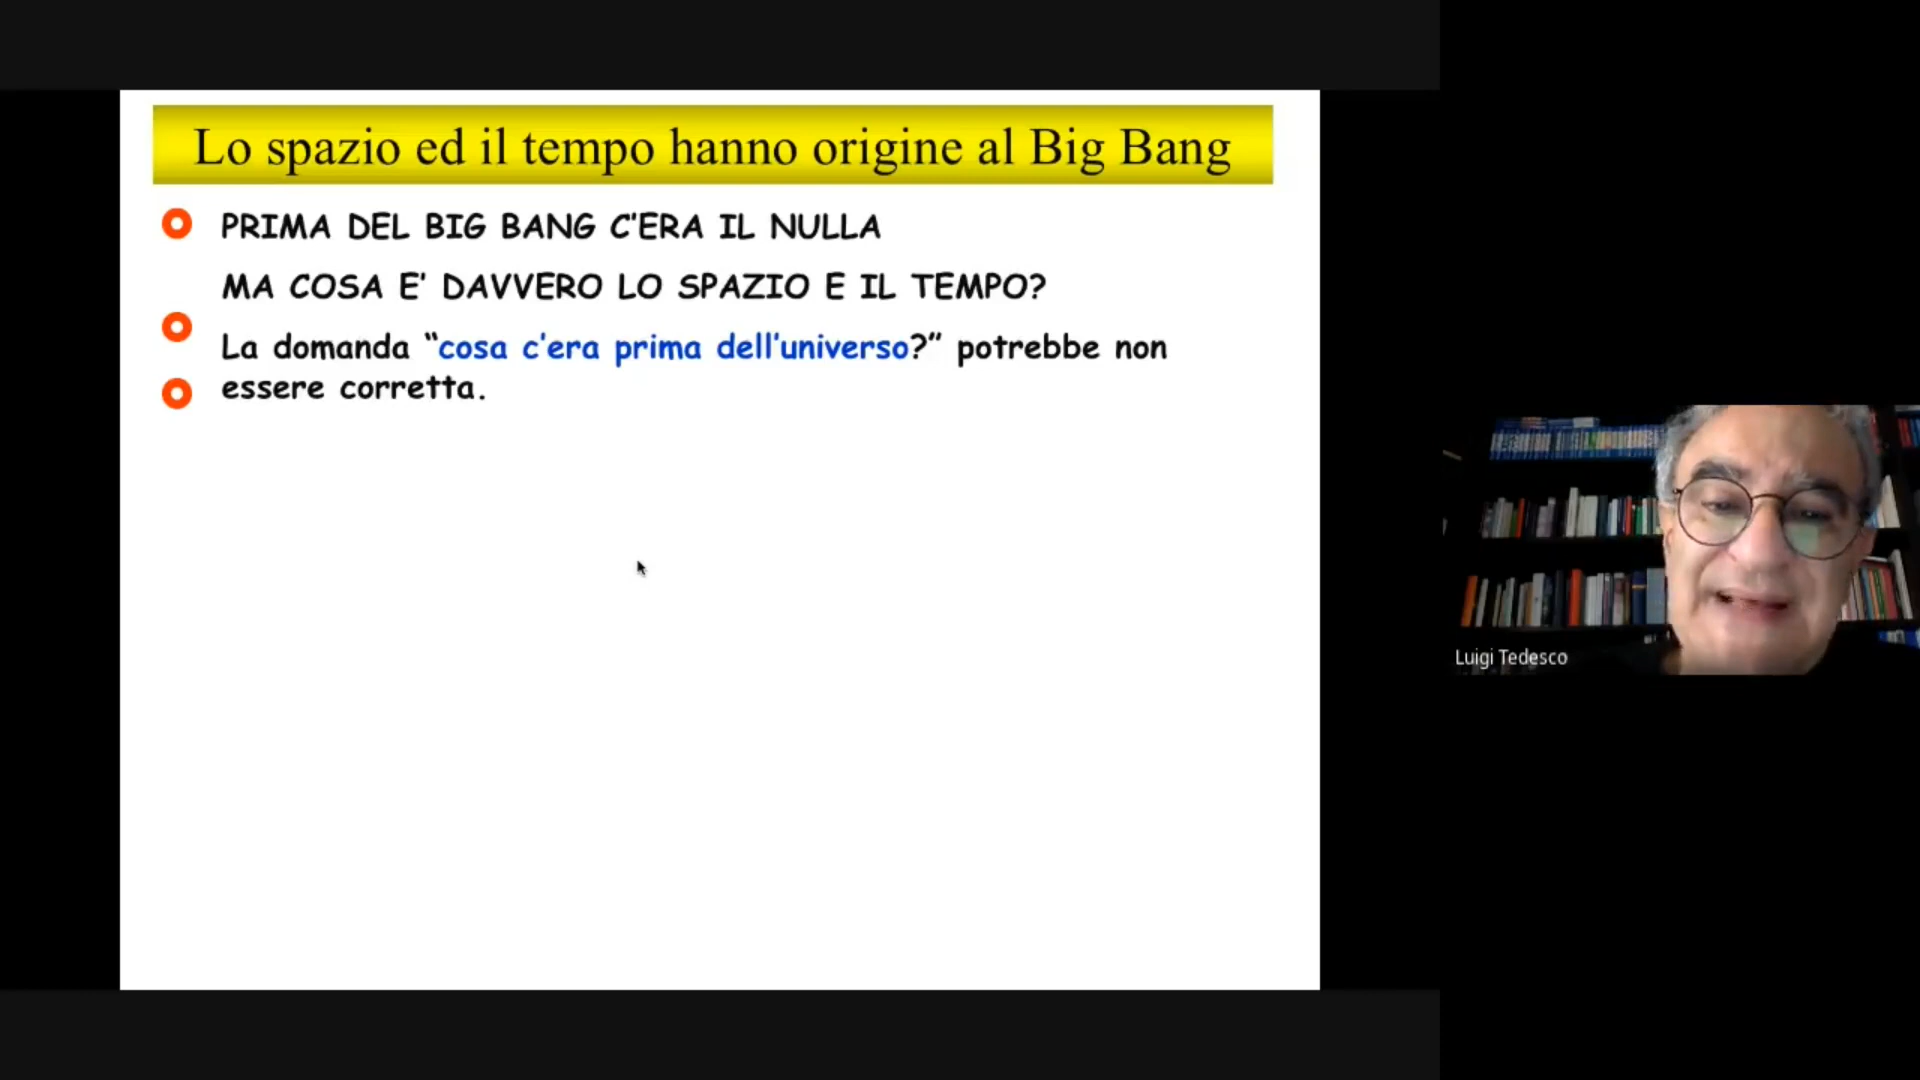 Lo spazio ed il tempo hanno origine al Big Bang
PRIMA DEL BIG BANG C'ERA IL NULLA
MA COSA E' DAVVERO LO SPAZIO E IL TEMPO?
La domanda “cosa c'era prima dell'universo?” potrebbe non
essere corretta.
Luigi Tedesco